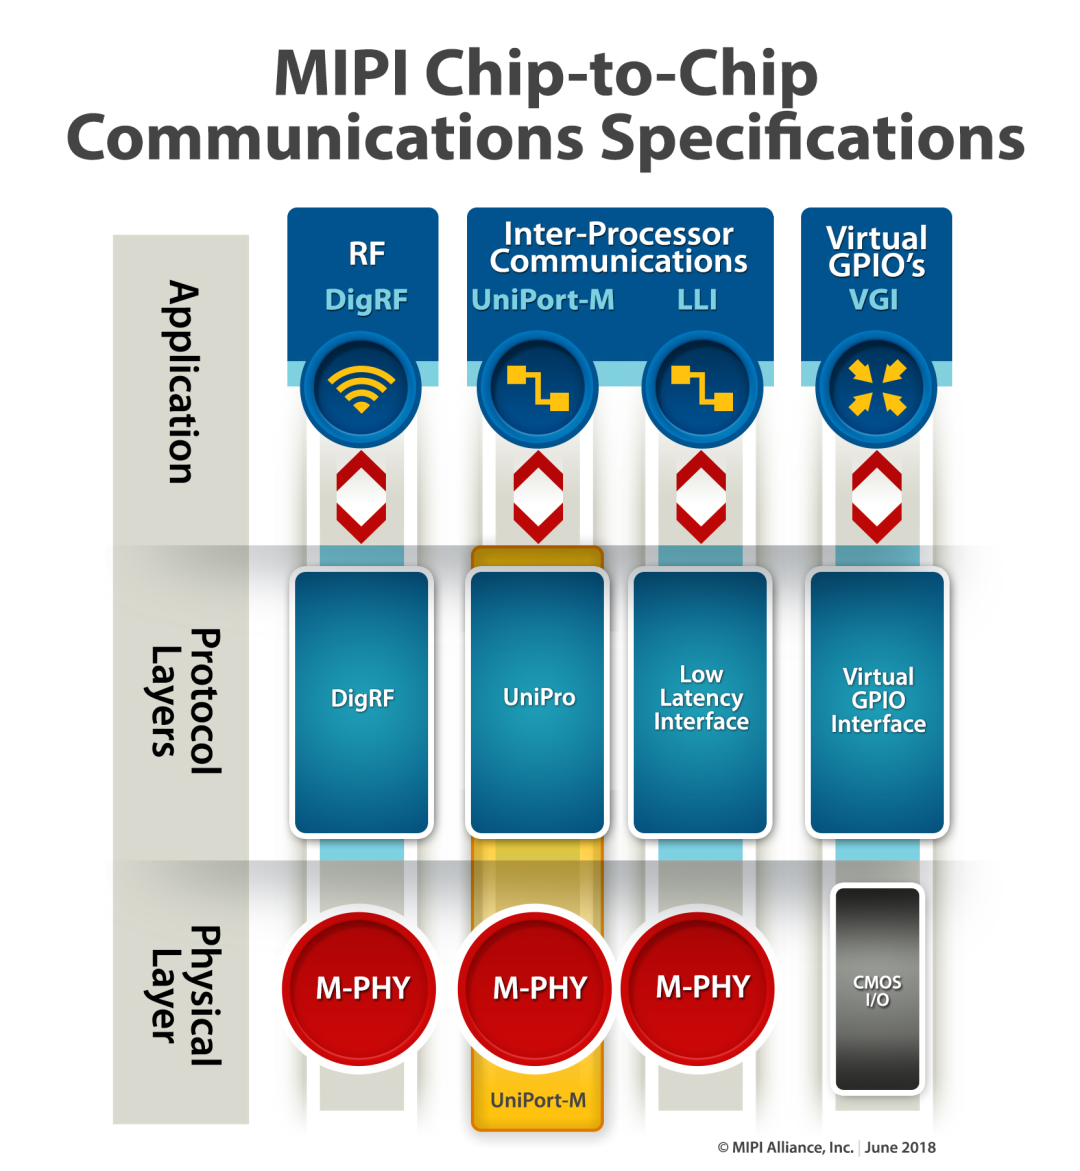 MIPI Chip-to-Chip
Communications Specifications
Application
RF
DigRF
Inter-Processor
Communications
UniPort-M
LLI
Virtual
GPIO's
VGI
Protocol
Layers
DigRF
UniPro
Low
Latency
Interface
Virtual
GPIO
Interface
Physical
Layer
M-PHY
M-PHY
M-PHY
CMOS
I/O
UniPort-M
© MIPI Alliance, Inc. | June 2018